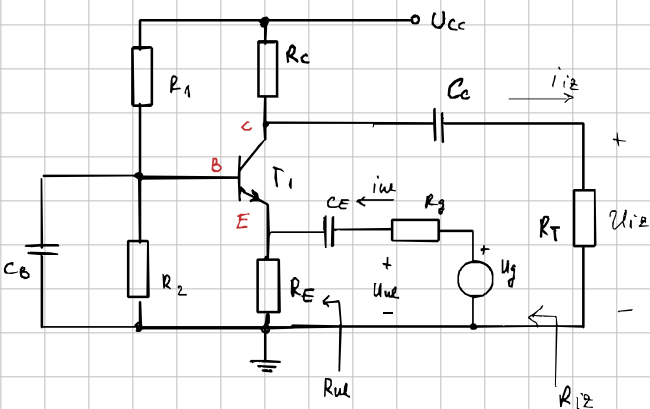 Ucc
Rc
R1
Cc
iiz
C
+
B
T1
Uiz
RT
E
CE
iul
Rg
+
Ug
CB
R2
RE
+
Uul
-
-
Rul
Riz